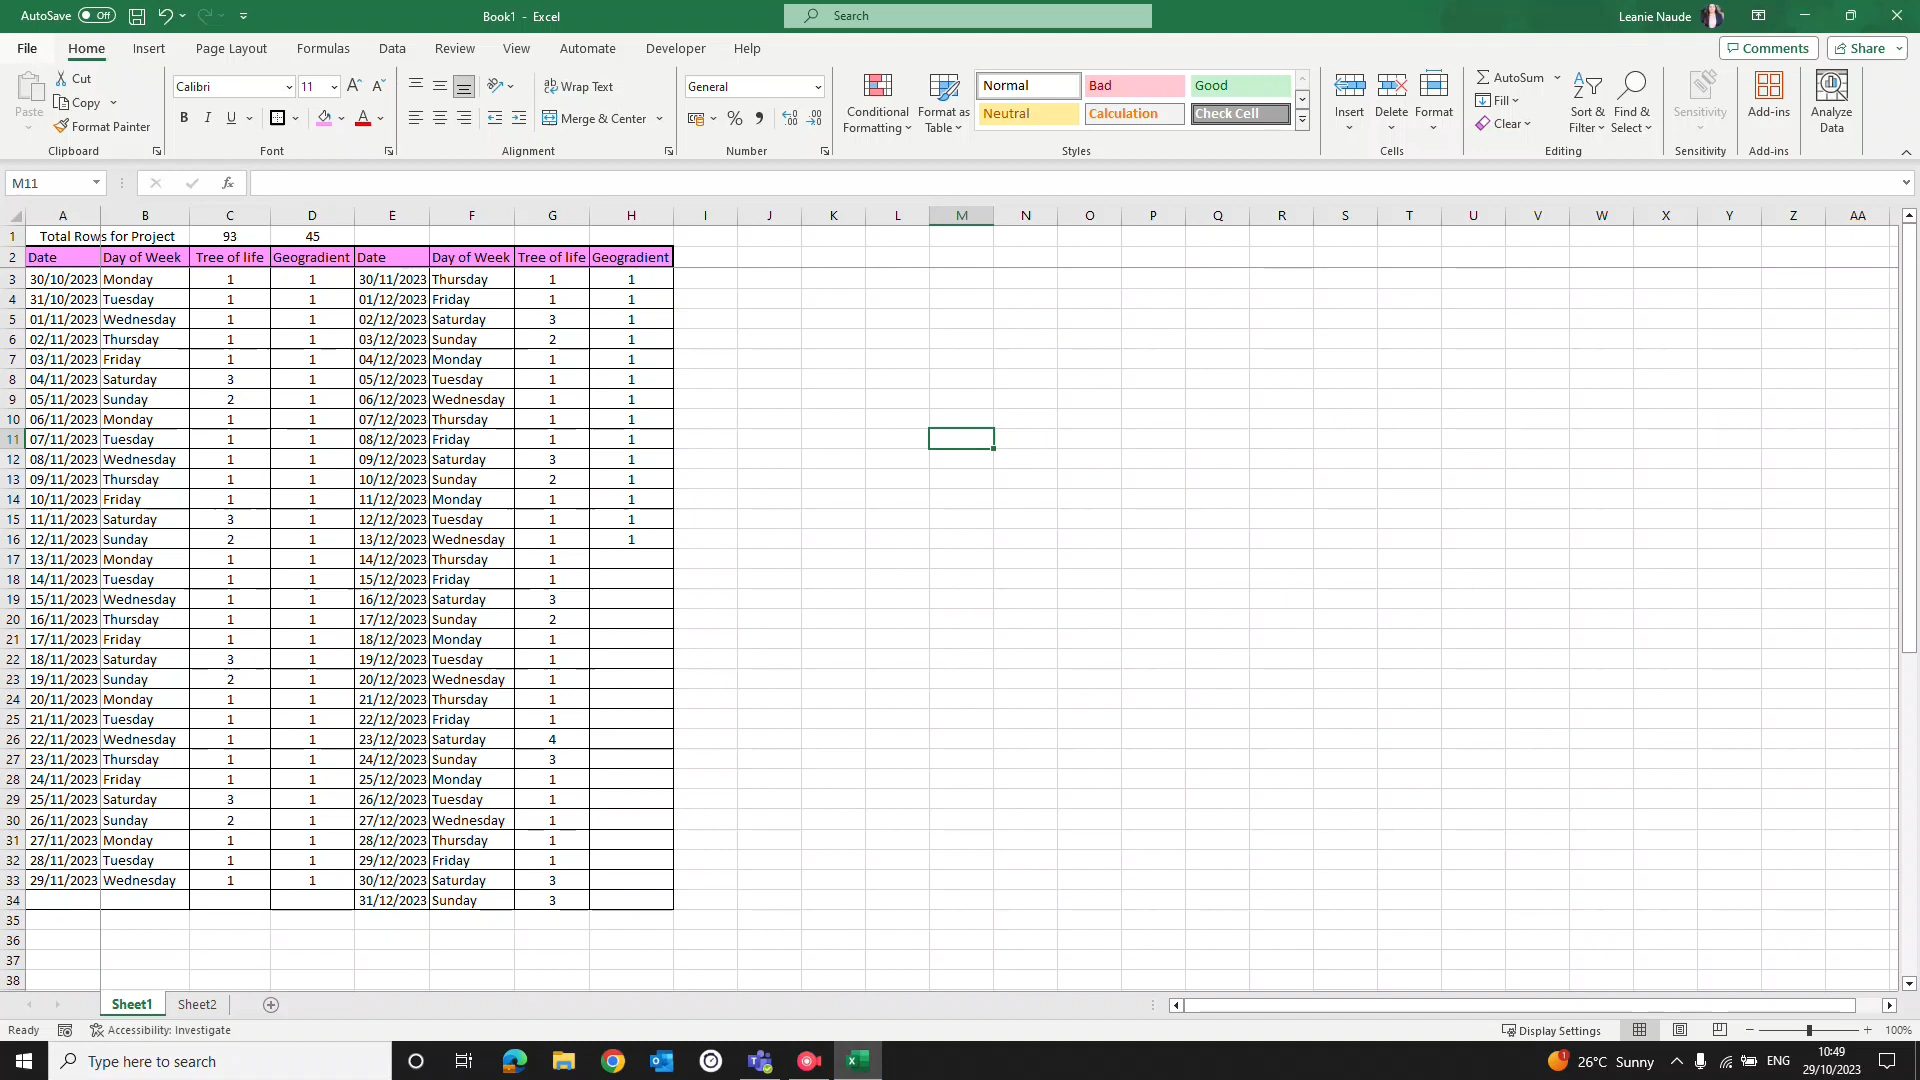 AutoSave Off Book1 - Excel Search Leanie Naude
File Home Insert Page Layout Formulas Data Review View Automate Developer Help Comments Share
Paste Cut Calibri 11 Wrap Text General Conditional Formatting Format as Table Normal Bad Good Insert Delete Format AutoSum Sort & Filter Find & Select Sensitivity Add-ins Analyze Data
Copy Fill
Format Painter B I U Merge & Center Neutral Calculation Check Cell Clear
Clipboard Font Alignment Number Styles Cells Editing Sensitivity Add-ins
M11 fx
A B C D E F G H I J K L M N O P Q R S T U V W X Y Z AA
1 Total Rows for Project 93 45
2 Date Day of Week Tree of life Geogradient Date Day of Week Tree of life Geogradient
3 30/10/2023 Monday 1 1 30/11/2023 Thursday 1 1
4 31/10/2023 Tuesday 1 1 01/12/2023 Friday 1 1
5 01/11/2023 Wednesday 1 1 02/12/2023 Saturday 3 1
6 02/11/2023 Thursday 1 1 03/12/2023 Sunday 2 1
7 03/11/2023 Friday 1 1 04/12/2023 Monday 1 1
8 04/11/2023 Saturday 3 1 05/12/2023 Tuesday 1 1
9 05/11/2023 Sunday 2 1 06/12/2023 Wednesday 1 1
10 06/11/2023 Monday 1 1 07/12/2023 Thursday 1 1
11 07/11/2023 Tuesday 1 1 08/12/2023 Friday 1 1
12 08/11/2023 Wednesday 1 1 09/12/2023 Saturday 3 1
13 09/11/2023 Thursday 1 1 10/12/2023 Sunday 2 1
14 10/11/2023 Friday 1 1 11/12/2023 Monday 1 1
15 11/11/2023 Saturday 3 1 12/12/2023 Tuesday 1 1
16 12/11/2023 Sunday 2 1 13/12/2023 Wednesday 1 1
17 13/11/2023 Monday 1 1 14/12/2023 Thursday 1
18 14/11/2023 Tuesday 1 1 15/12/2023 Friday 1
19 15/11/2023 Wednesday 1 1 16/12/2023 Saturday 3
20 16/11/2023 Thursday 1 1 17/12/2023 Sunday 2
21 17/11/2023 Friday 1 1 18/12/2023 Monday 1
22 18/11/2023 Saturday 3 1 19/12/2023 Tuesday 1
23 19/11/2023 Sunday 2 1 20/12/2023 Wednesday 1
24 20/11/2023 Monday 1 1 21/12/2023 Thursday 1
25 21/11/2023 Tuesday 1 1 22/12/2023 Friday 1
26 22/11/2023 Wednesday 1 1 23/12/2023 Saturday 4
27 23/11/2023 Thursday 1 1 24/12/2023 Sunday 3
28 24/11/2023 Friday 1 1 25/12/2023 Monday 1
29 25/11/2023 Saturday 3 1 26/12/2023 Tuesday 1
30 26/11/2023 Sunday 2 1 27/12/2023 Wednesday 1
31 27/11/2023 Monday 1 1 28/12/2023 Thursday 1
32 28/11/2023 Tuesday 1 1 29/12/2023 Friday 1
33 29/11/2023 Wednesday 1 1 30/12/2023 Saturday 3
34 31/12/2023 Sunday 3
35
36
37
38
Sheet1 Sheet2
Ready Accessibility: Investigate Display Settings 100%
Type here to search 1 26°C Sunny ENG 10:49
29/10/2023